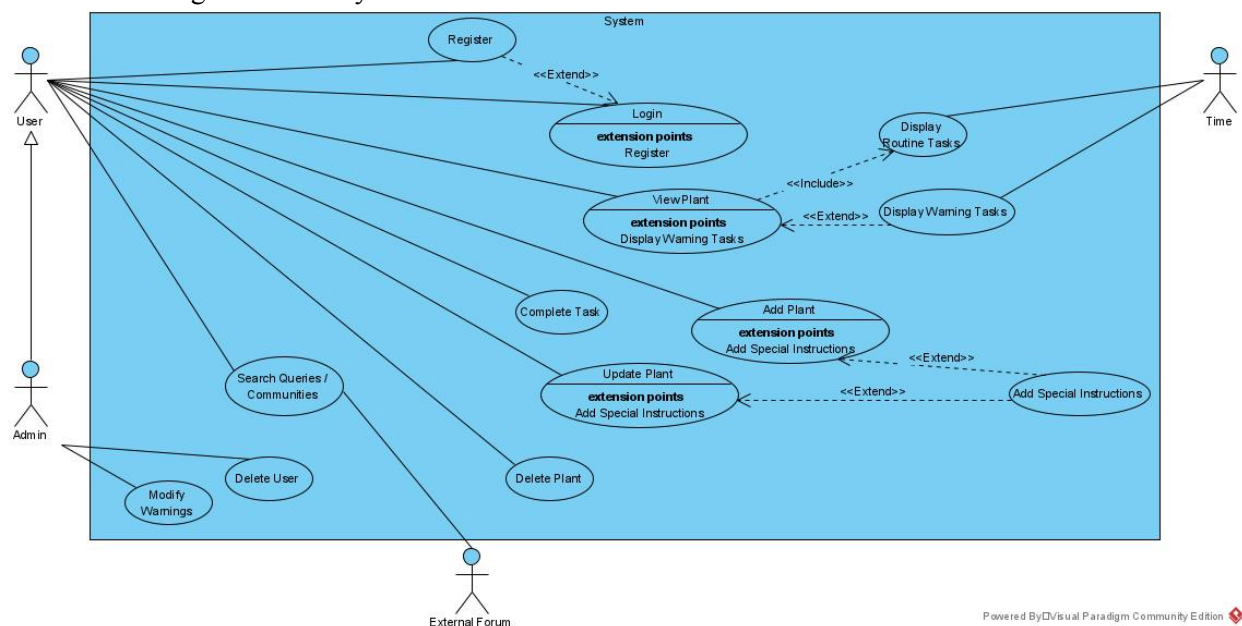 System
Register
<<Extend>>
User
Login
extension points
Register
Display
Routine Tasks
Time
<<Include>>
View Plant
extension points
Display Warning Tasks
<<Extend>>
Display Warning Tasks
Complete Task
Add Plant
extension points
Add Special Instructions
<<Extend>>
Search Queries /
Communities
Update Plant
extension points
Add Special Instructions
<<Extend>>
Add Special Instructions
Admin
Delete User
Delete Plant
Modify
Warnings
External Forum
Powered By Visual Paradigm Community Edition